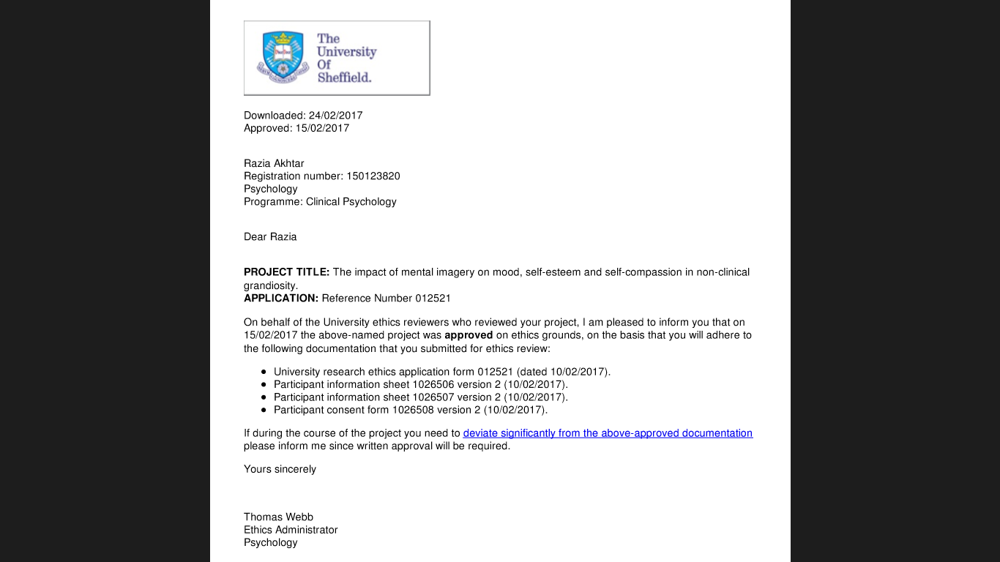 The
University
Of
Sheffield.
Downloaded: 24/02/2017
Approved: 15/02/2017
Razia Akhtar
Registration number: 150123820
Psychology
Programme: Clinical Psychology
Dear Razia
PROJECT TITLE: The impact of mental imagery on mood, self-esteem and self-compassion in non-clinical
grandiosity.
APPLICATION: Reference Number 012521
On behalf of the University ethics reviewers who reviewed your project, I am pleased to inform you that on
15/02/2017 the above-named project was approved on ethics grounds, on the basis that you will adhere to
the following documentation that you submitted for ethics review:
• University research ethics application form 012521 (dated 10/02/2017).
• Participant information sheet 1026506 version 2 (10/02/2017).
• Participant information sheet 1026507 version 2 (10/02/2017).
• Participant consent form 1026508 version 2 (10/02/2017).
If during the course of the project you need to deviate significantly from the above-approved documentation
please inform me since written approval will be required.
Yours sincerely
Thomas Webb
Ethics Administrator
Psychology